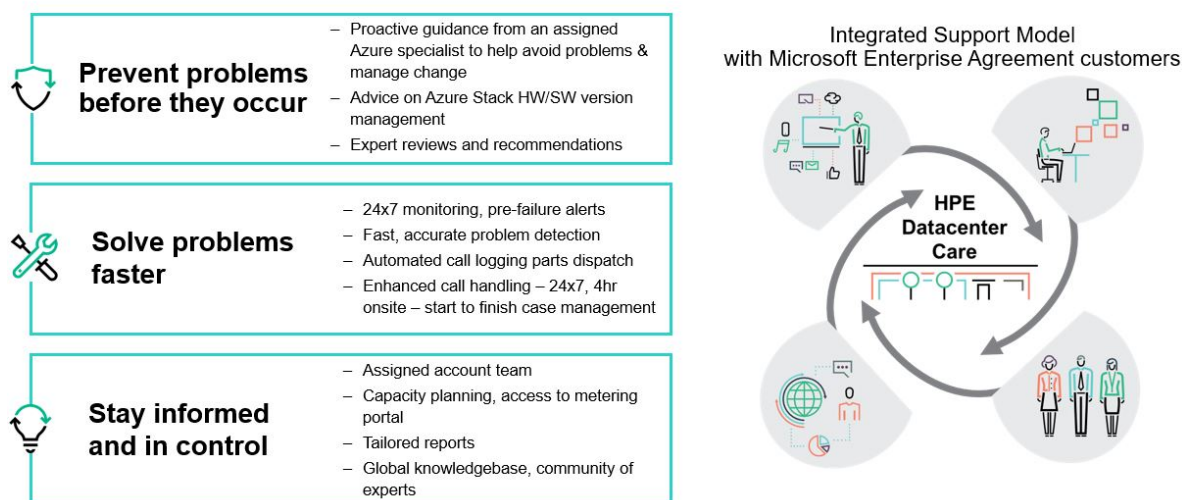 Prevent problems
before they occur
– Proactive guidance from an assigned
Azure specialist to help avoid problems &
manage change
– Advice on Azure Stack HW/SW version
management
– Expert reviews and recommendations
Solve problems
faster
– 24x7 monitoring, pre-failure alerts
– Fast, accurate problem detection
– Automated call logging parts dispatch
– Enhanced call handling – 24x7, 4hr
onsite – start to finish case management
Stay informed
and in control
– Assigned account team
– Capacity planning, access to metering
portal
– Tailored reports
– Global knowledgebase, community of
experts
Integrated Support Model
with Microsoft Enterprise Agreement customers
HPE
Datacenter
Care